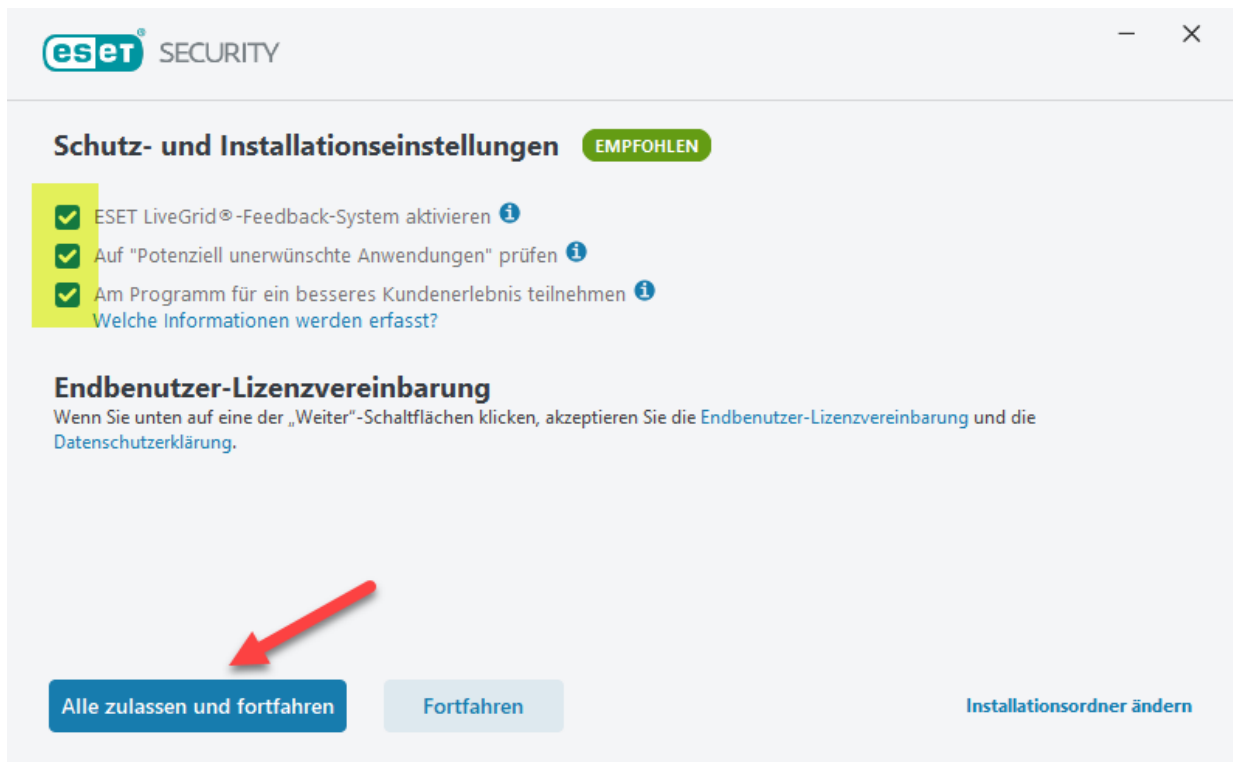 eset® SECURITY
Schutz- und Installationseinstellungen EMPFOHLEN
ESET LiveGrid®-Feedback-System aktivieren
Auf "Potenziell unerwünschte Anwendungen" prüfen
Am Programm für ein besseres Kundenerlebnis teilnehmen
Welche Informationen werden erfasst?
Endbenutzer-Lizenzvereinbarung
Wenn Sie unten auf eine der „Weiter“-Schaltflächen klicken, akzeptieren Sie die Endbenutzer-Lizenzvereinbarung und die
Datenschutzerklärung.
Alle zulassen und fortfahren Fortfahren Installationsordner ändern